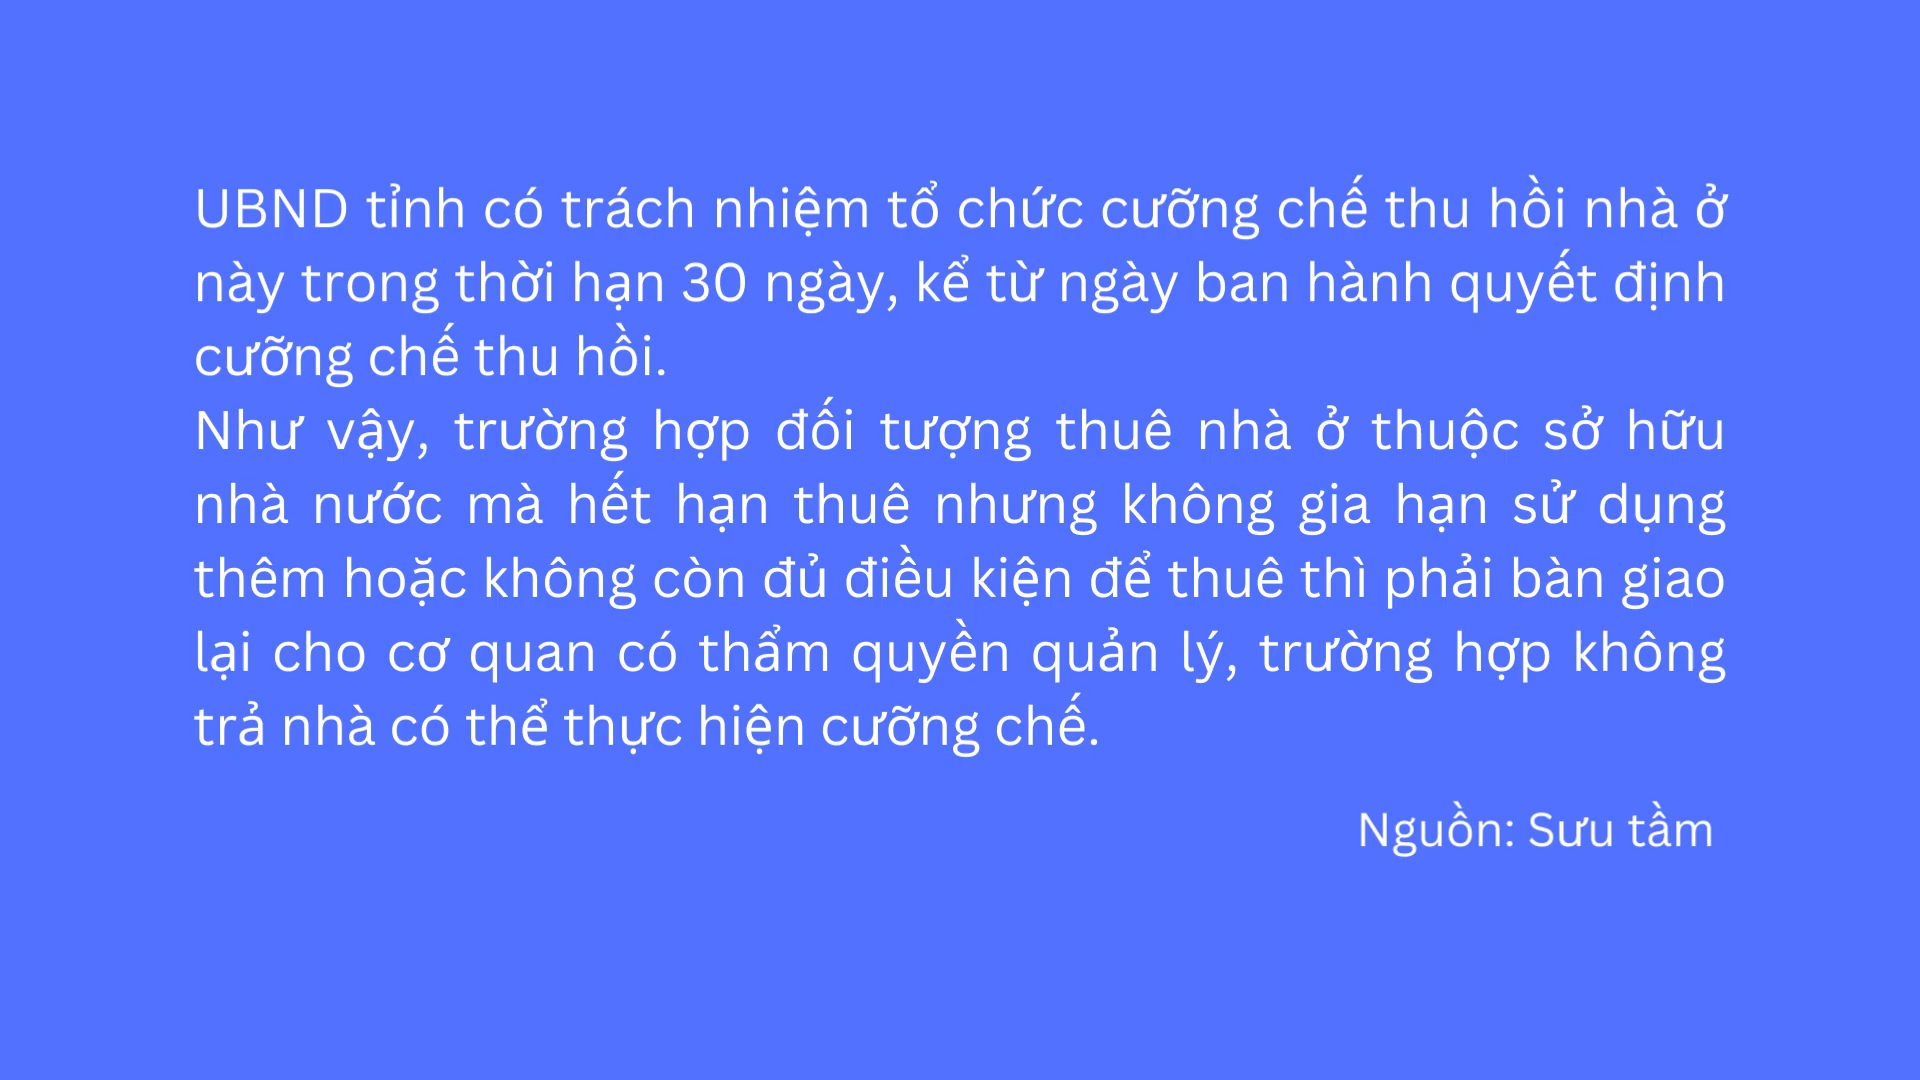 UBND tỉnh có trách nhiệm tổ chức cưỡng chế thu hồi nhà ở
này trong thời hạn 30 ngày, kể từ ngày ban hành quyết định
cưỡng chế thu hồi.
Như vậy, trường hợp đối tượng thuê nhà ở thuộc sở hữu
nhà nước mà hết hạn thuê nhưng không gia hạn sử dụng
thêm hoặc không còn đủ điều kiện để thuê thì phải bàn giao
lại cho cơ quan có thẩm quyền quản lý, trường hợp không
trả nhà có thể thực hiện cưỡng chế.
Nguồn: Sưu tầm